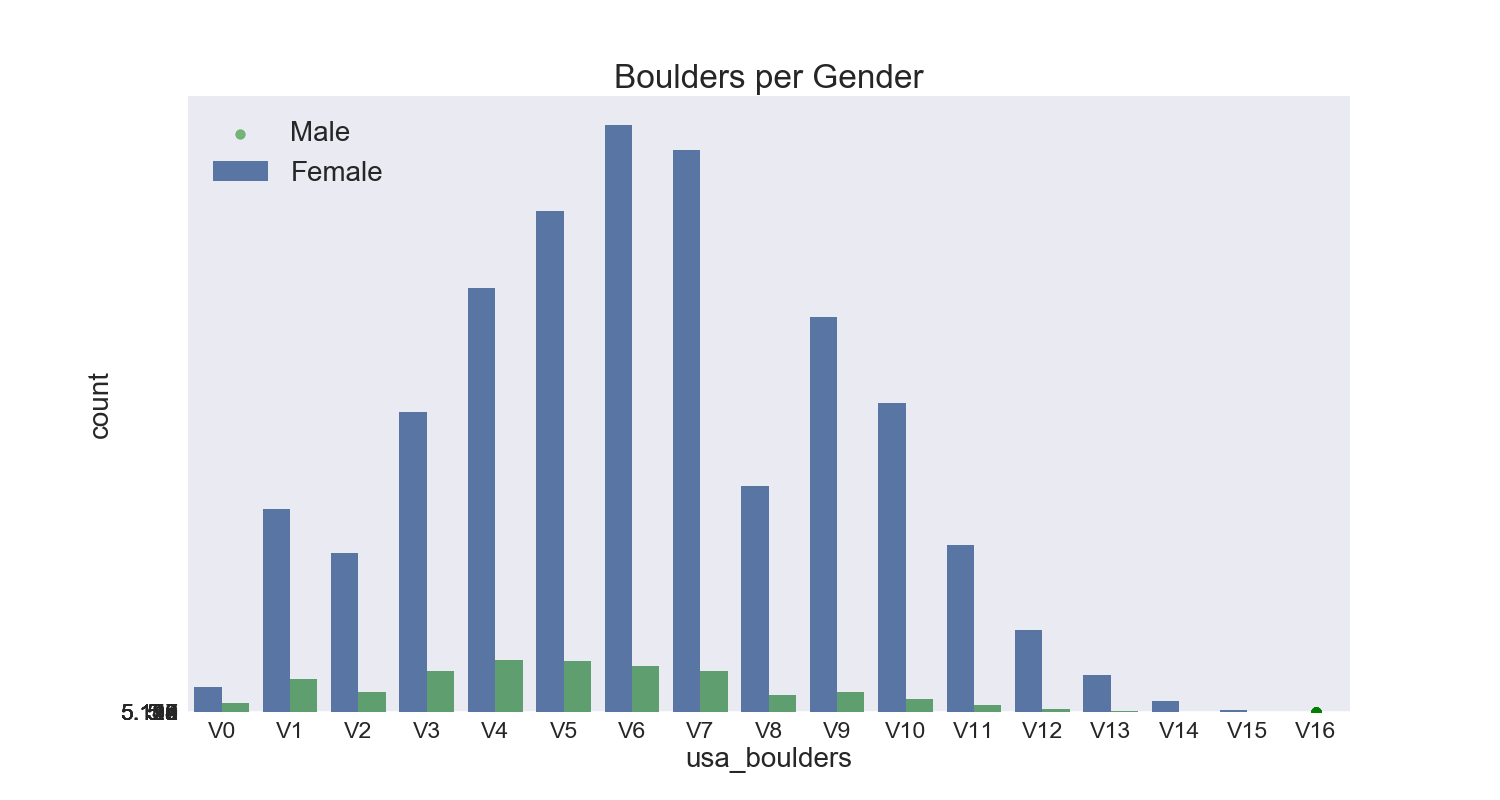 Boulders per Gender
Male
Female
count
V0 V1 V2 V3 V4 V5 V6 V7 V8 V9 V10 V11 V12 V13 V14 V15 V16
usa_boulders